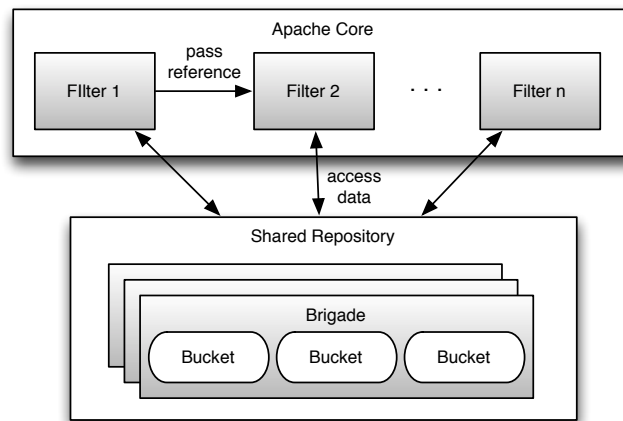 Apache Core
pass
reference
FIlter 1
Filter 2
. . .
Filter n
access
data
Shared Repository
Brigade
Bucket
Bucket
Bucket